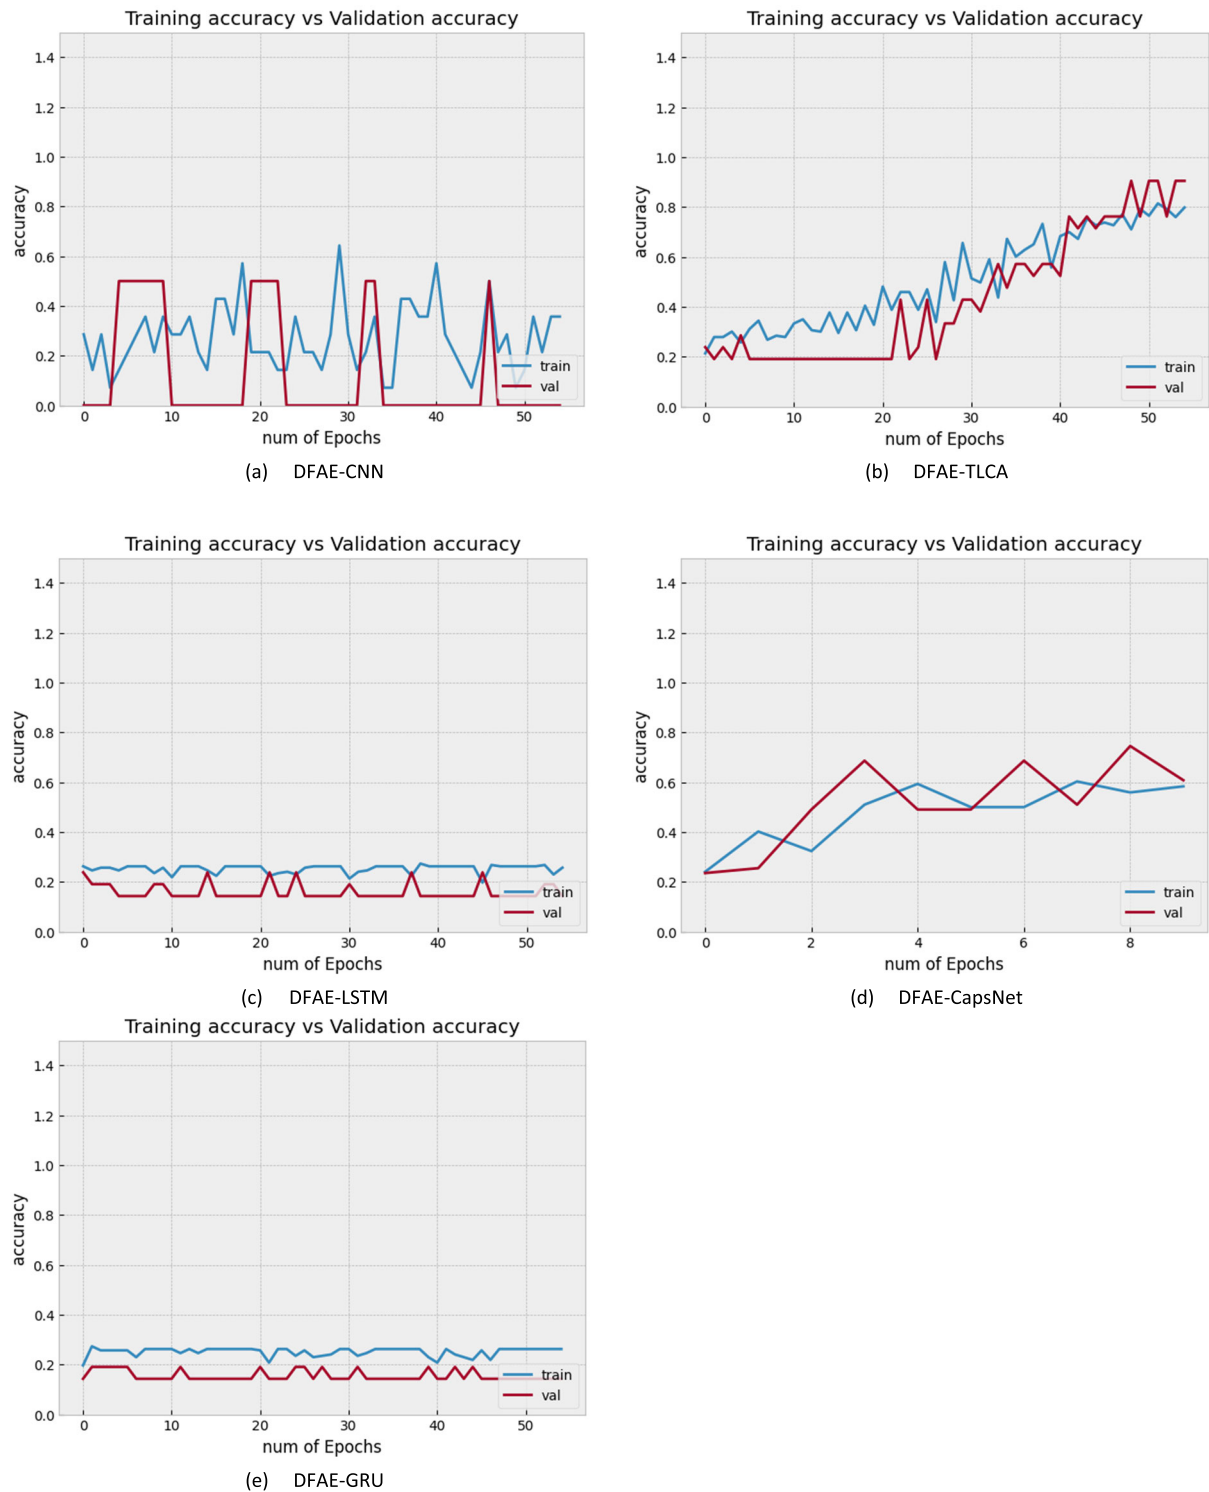 Training accuracy vs Validation accuracy
1.4
1.2
1.0
0.8
0.6
0.4
0.2
0.0
accuracy
0 10 20 30 40 50
num of Epochs
train
val
(a) DFAE-CNN
Training accuracy vs Validation accuracy
1.4
1.2
1.0
0.8
0.6
0.4
0.2
0.0
accuracy
0 10 20 30 40 50
num of Epochs
train
val
(b) DFAE-TLCA
Training accuracy vs Validation accuracy
1.4
1.2
1.0
0.8
0.6
0.4
0.2
0.0
accuracy
0 10 20 30 40 50
num of Epochs
train
val
(c) DFAE-LSTM
Training accuracy vs Validation accuracy
1.4
1.2
1.0
0.8
0.6
0.4
0.2
0.0
accuracy
0 2 4 6 8
num of Epochs
train
val
(d) DFAE-CapsNet
Training accuracy vs Validation accuracy
1.4
1.2
1.0
0.8
0.6
0.4
0.2
0.0
accuracy
0 10 20 30 40 50
num of Epochs
train
val
(e) DFAE-GRU